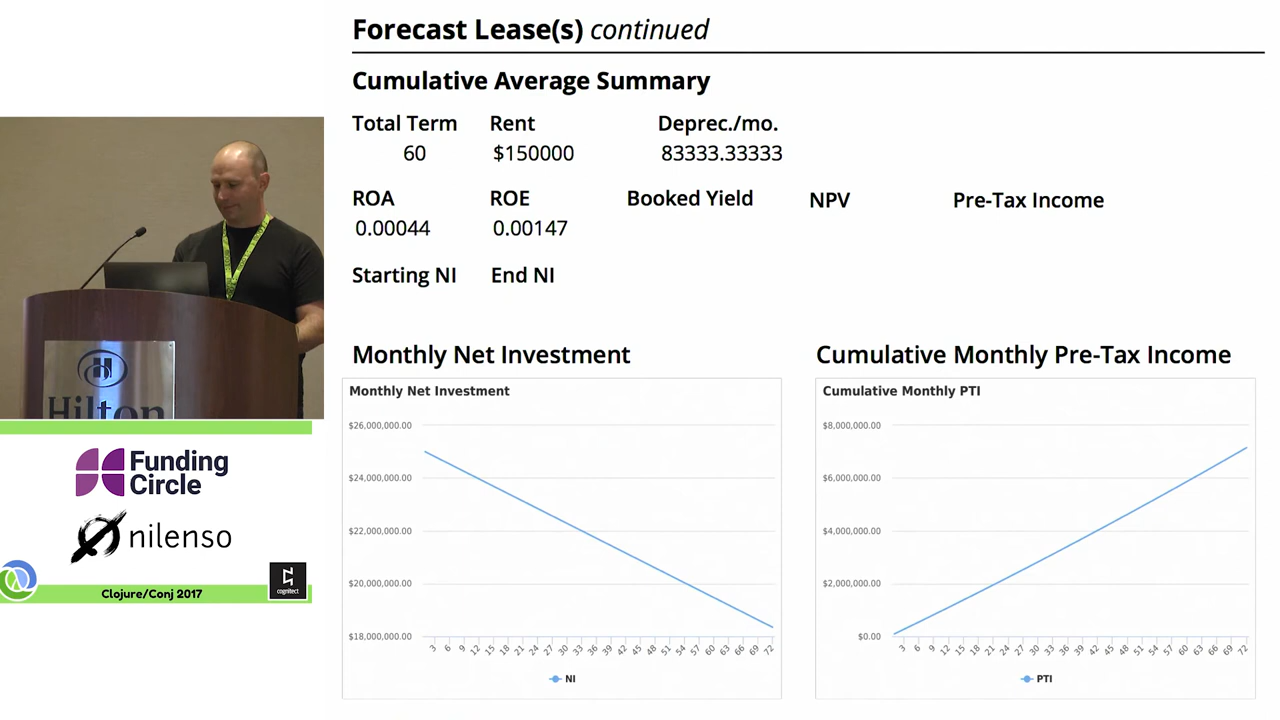 Forecast Lease(s) continued
Cumulative Average Summary
Total Term Rent Deprec./mo.
60 $150000 83333.33333
ROA ROE Booked Yield NPV Pre-Tax Income
0.00044 0.00147
Starting NI End NI
Monthly Net Investment
Monthly Net Investment
$26,000,000.00
$24,000,000.00
$22,000,000.00
$20,000,000.00
$18,000,000.00
3 6 9 12 15 18 21 24 27 30 33 36 39 42 45 48 51 54 57 60 63 66 69 72
NI
Cumulative Monthly Pre-Tax Income
Cumulative Monthly PTI
$8,000,000.00
$6,000,000.00
$4,000,000.00
$2,000,000.00
$0.00
3 6 9 12 15 18 21 24 27 30 33 36 39 42 45 48 51 54 57 60 63 66 69 72
PTI
Hilton
Funding
Circle
nilenso
Clojure/Conj 2017
cognitect